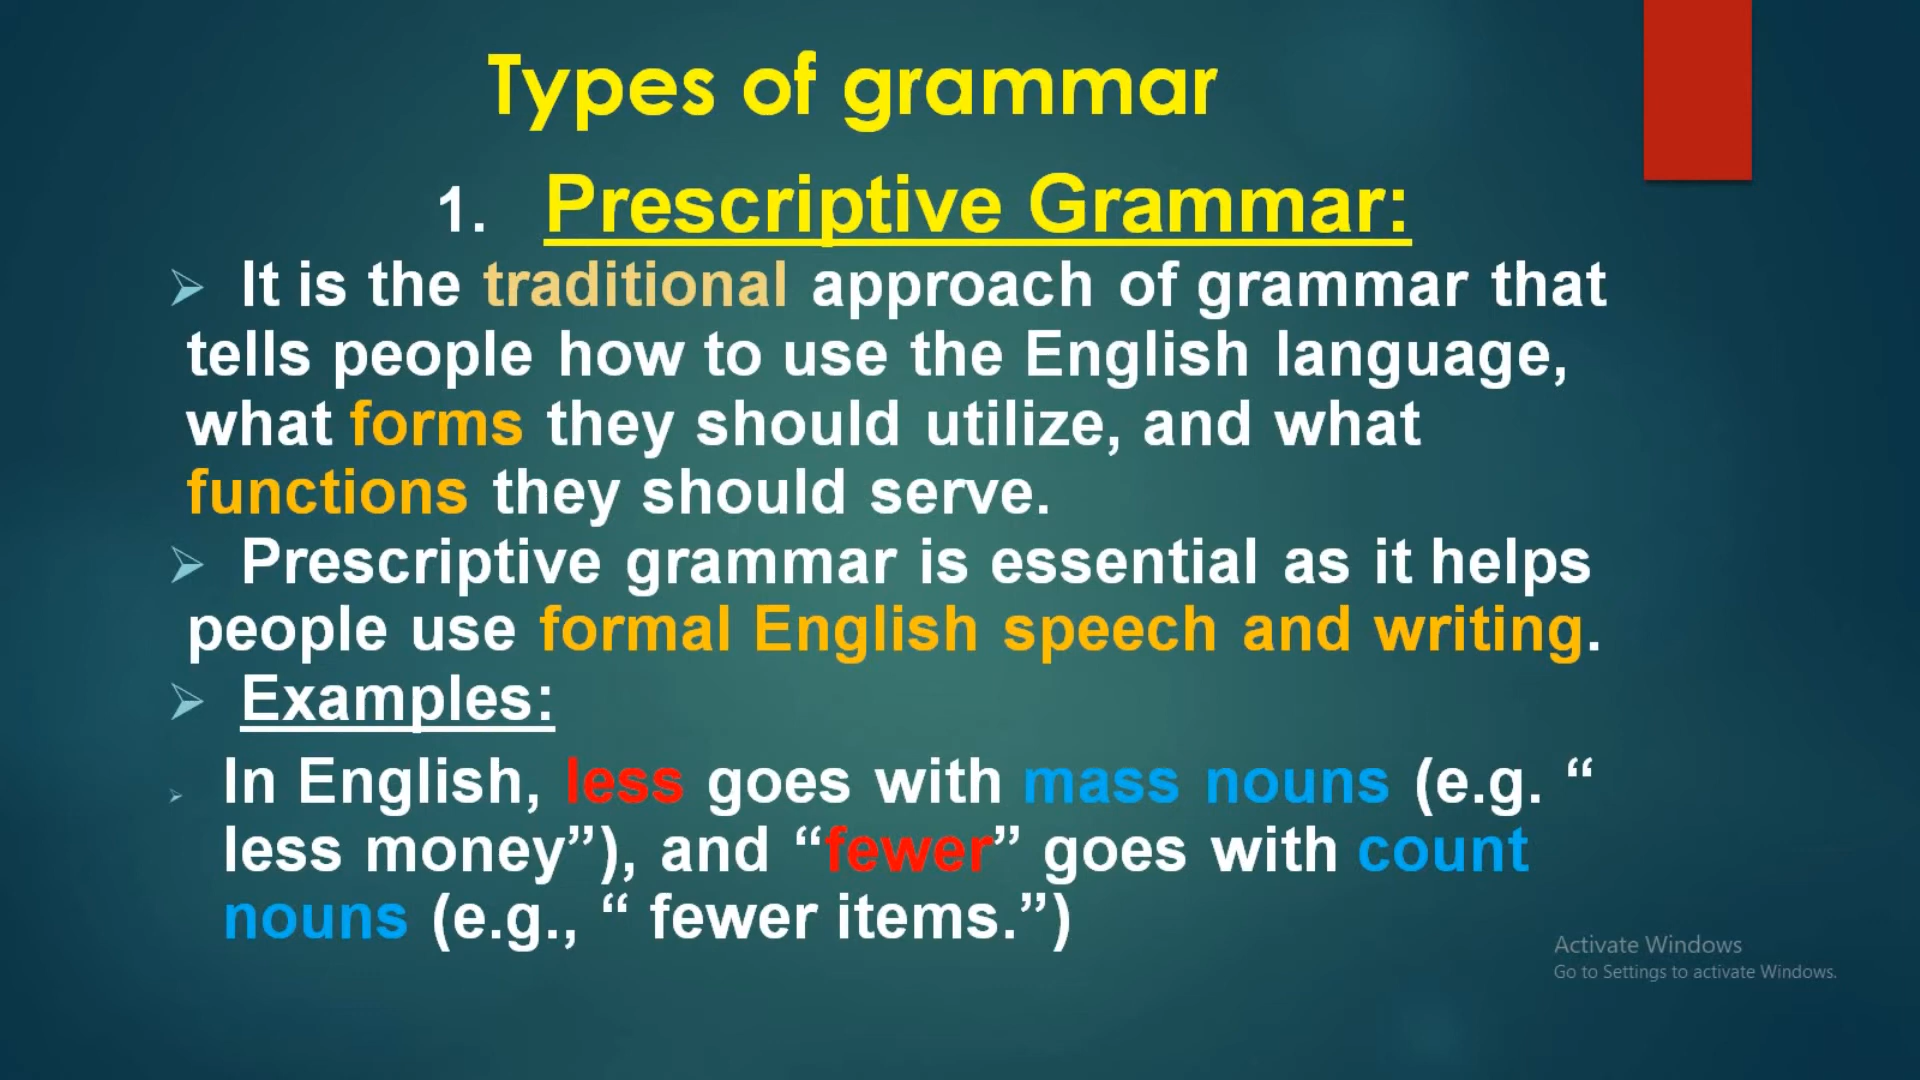 Types of grammar
1. Prescriptive Grammar:
It is the traditional approach of grammar that
tells people how to use the English language,
what forms they should utilize, and what
functions they should serve.
Prescriptive grammar is essential as it helps
people use formal English speech and writing.
Examples:
In English, less goes with mass nouns (e.g. “
less money”), and “fewer” goes with count
nouns (e.g., “ fewer items.”)
Activate Windows
Go to Settings to activate Windows.